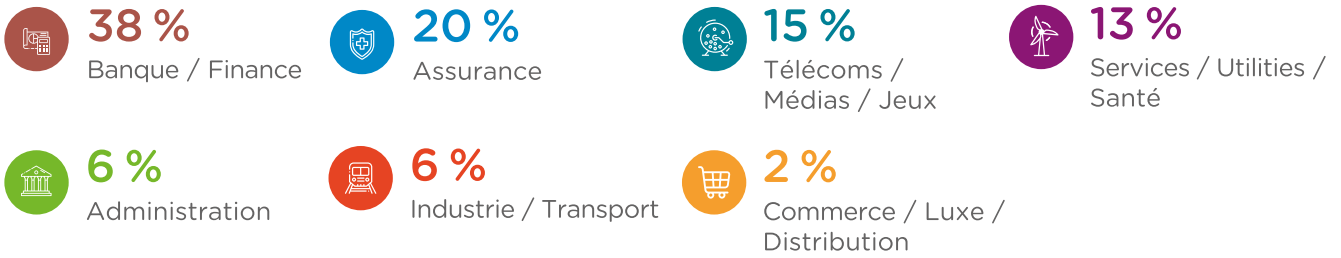 38 %
Banque / Finance
20 %
Assurance
15 %
Télécoms /
Médias / Jeux
13 %
Services / Utilities /
Santé
6 %
Administration
6 %
Industrie / Transport
2 %
Commerce / Luxe /
Distribution